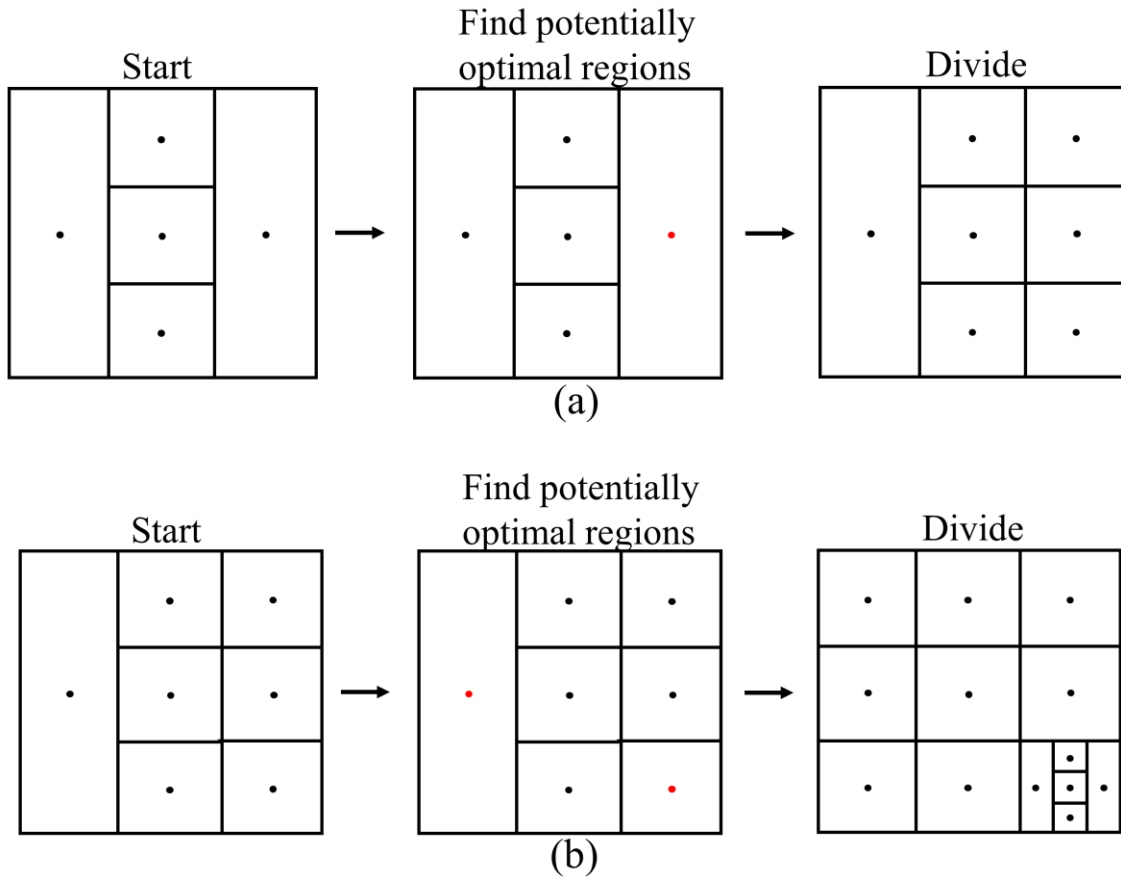 Start
Find potentially
optimal regions
Divide
(a)
Start
Find potentially
optimal regions
Divide
(b)